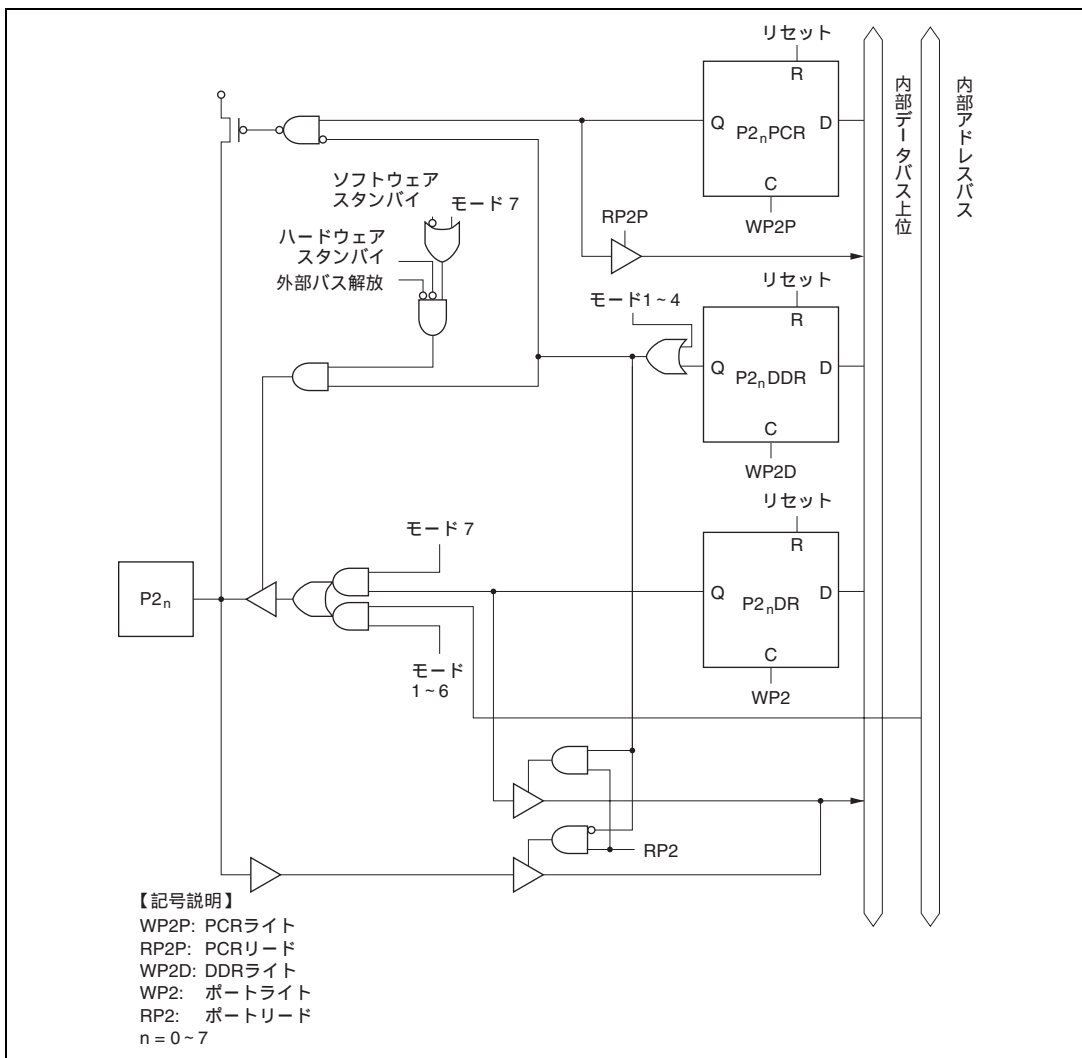 リセット
R
Q
P2nPCR
D
C
WP2P
内部データバス上位
内部アドレスバス
ソフトウェア
スタンバイ
モード 7
ハードウェア
スタンバイ
外部バス解放
RP2P
リセット
モード1~4
R
Q
P2nDDR
D
C
WP2D
リセット
モード 7
R
P2n
Q
P2nDR
D
C
モード
1~6
WP2
RP2
【記号説明】
WP2P: PCRライト
RP2P: PCRリード
WP2D: DDRライト
WP2: ポートライト
RP2: ポートリード
n = 0~7